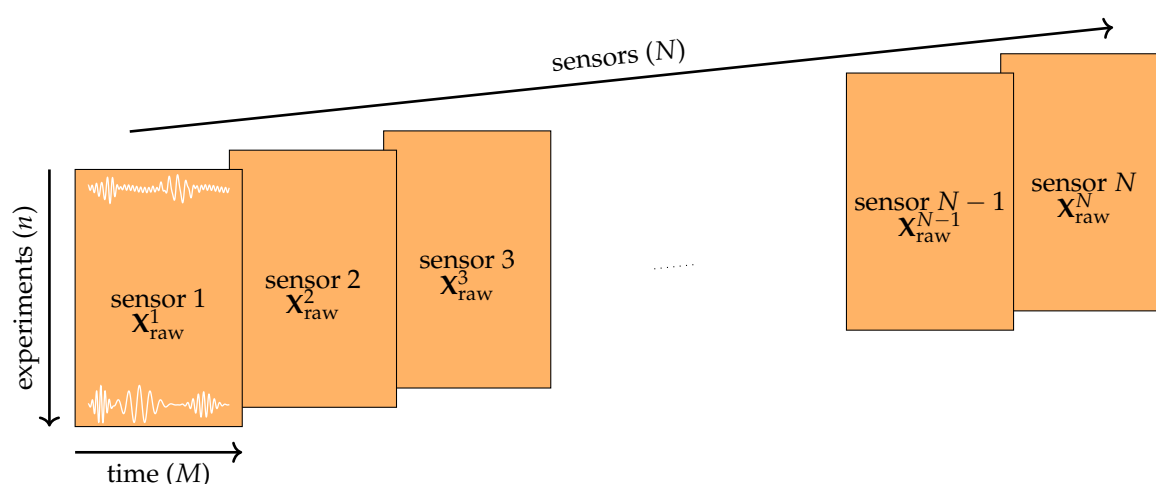 sensors (N)
experiments (n)
sensor 1
X¹raw
sensor 2
X²raw
sensor 3
X³raw
.......
sensor N − 1
Xᴺ⁻¹raw
sensor N
Xᴺraw
time (M)